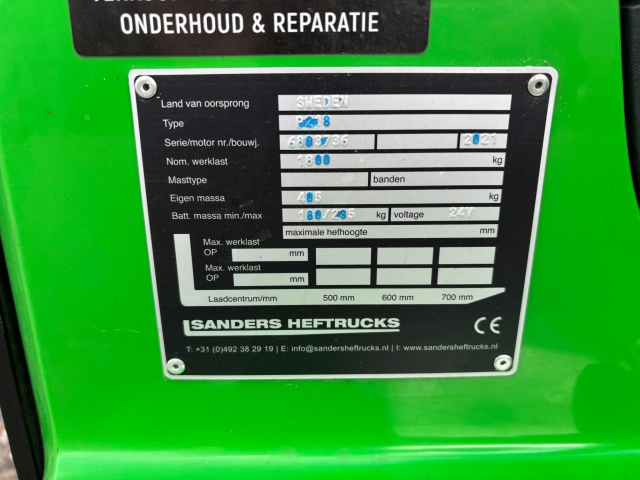 ONDERHOUD & REPARATIE
Land van oorsprong SWEDEN
Type
Serie/motor nr./bouwj. 2021
Nom. werklast 1800 kg
Masttype banden
Eigen massa 405
Batt. massa min./max kg voltage 24V
maximale hefhoogte mm
Max. werklast
OP mm
Max. werklast
OP mm
Laadcentrum/mm 500 mm 600 mm 700 mm
SANDERS HEFTRUCKS CE
T: +31 (0)492 38 29 19 | E: info@sandersheftrucks.nl | I: www.sandersheftrucks.nl